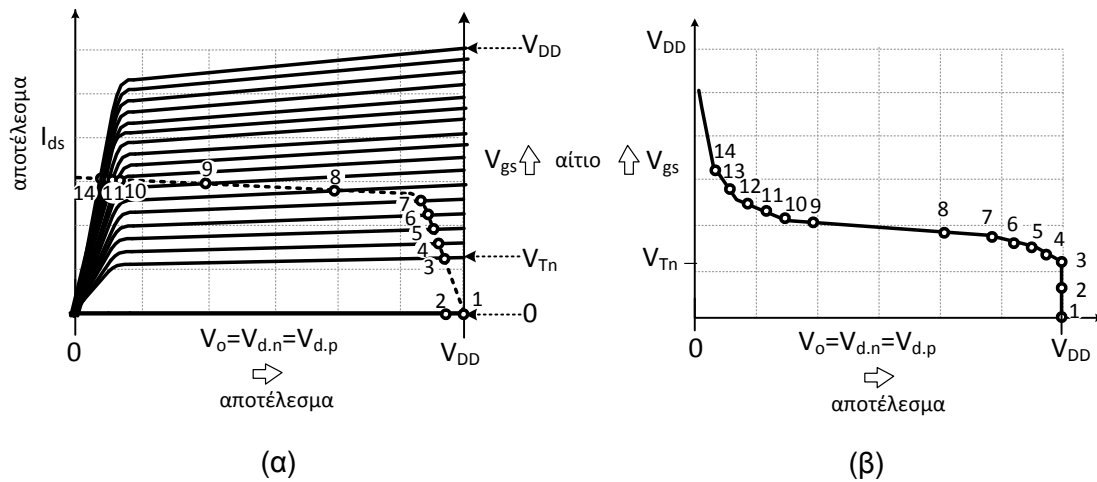 αποτέλεσμα
I_ds
V_DD
V_gs
αίτιο
V_Tn
0
1
2
3
4
5
6
7
8
9
14
11
10
0
V_o=V_d.n=V_d.p
V_DD
αποτέλεσμα
(α)
V_DD
V_gs
V_Tn
14
13
12
11
10
9
8
7
6
5
4
3
2
1
0
V_o=V_d.n=V_d.p
V_DD
αποτέλεσμα
(β)